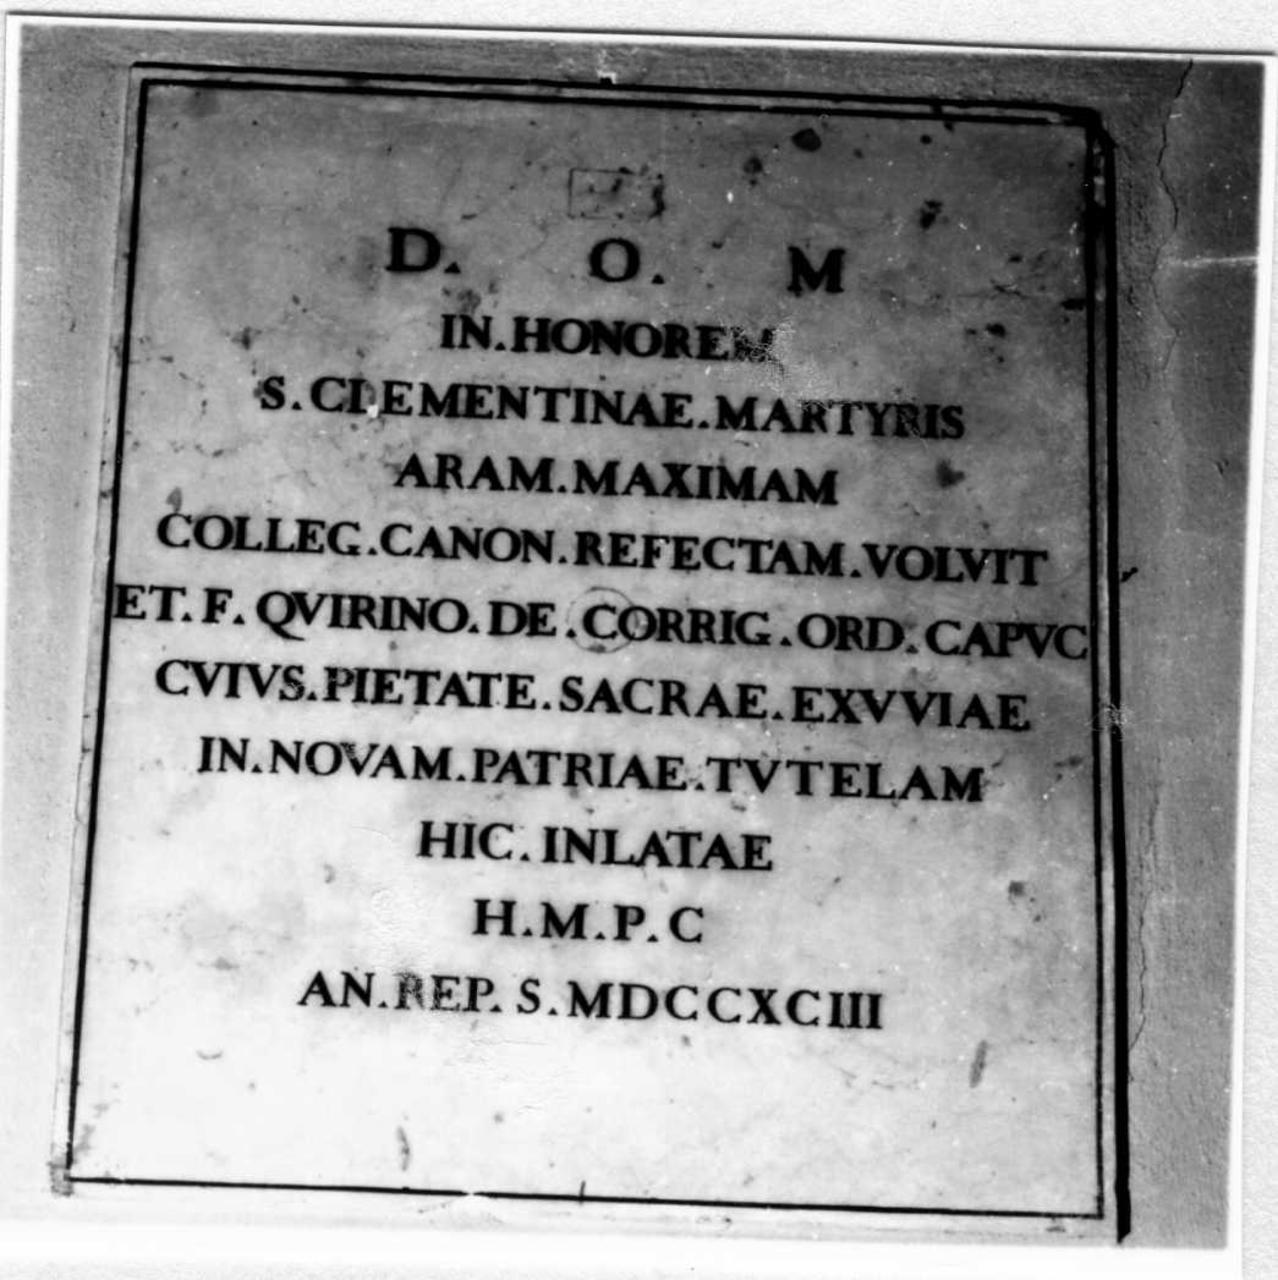 D. O. M
IN.HONOREM
S.CLEMENTINAE.MARTYRIS
ARAM.MAXIMAM
COLLEG.CANON.REFECTAM.VOLVIT
ET.F.QVIRINO.DE.CORRIG.ORD.CAPVC
CVIVS.PIETATE.SACRAE.EXVVIAE
IN.NOVAM.PATRIAE.TVTELAM
HIC.INLATAE
H.M.P.C
AN.REP.S.MDCCXCIII